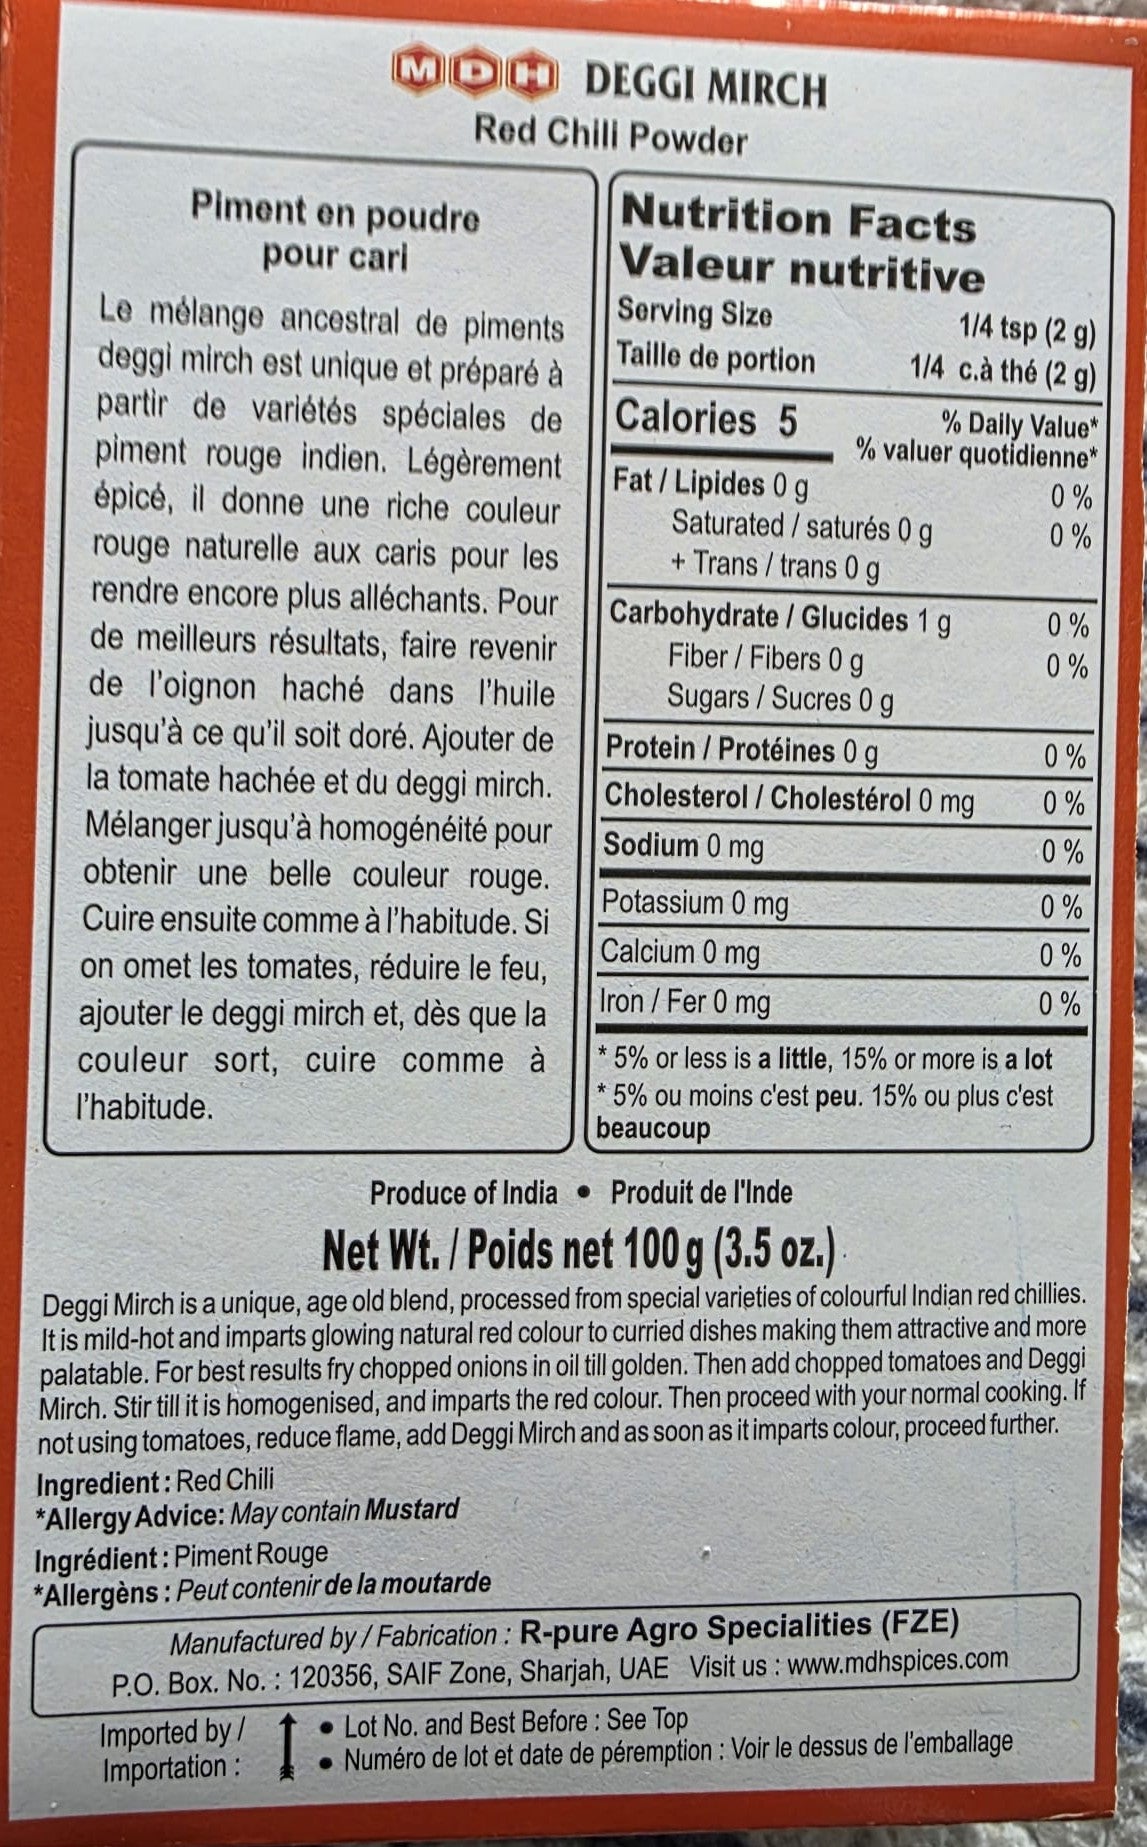 MDH DEGGI MIRCH
Red Chili Powder
Piment en poudre
pour cari
Le mélange ancestral de piments
deggi mirch est unique et préparé à
partir de variétés spéciales de
piment rouge indien. Légèrement
épicé, il donne une riche couleur
rouge naturelle aux caris pour les
rendre encore plus alléchants. Pour
de meilleurs résultats, faire revenir
de l'oignon haché dans l'huile
jusqu'à ce qu'il soit doré. Ajouter de
la tomate hachée et du deggi mirch.
Mélanger jusqu'à homogénéité pour
obtenir une belle couleur rouge.
Cuire ensuite comme à l'habitude. Si
on omet les tomates, réduire le feu,
ajouter le deggi mirch et, dès que la
couleur sort, cuire comme à
l'habitude.
Nutrition Facts
Valeur nutritive
Serving Size 1/4 tsp (2 g)
Taille de portion 1/4 c.à thé (2 g)
Calories 5 % Daily Value*
% valuer quotidienne*
Fat / Lipides 0 g 0 %
Saturated / saturés 0 g 0 %
+ Trans / trans 0 g
Carbohydrate / Glucides 1 g 0 %
Fiber / Fibers 0 g 0 %
Sugars / Sucres 0 g
Protein / Protéines 0 g 0 %
Cholesterol / Cholestérol 0 mg 0 %
Sodium 0 mg 0 %
Potassium 0 mg 0 %
Calcium 0 mg 0 %
Iron / Fer 0 mg 0 %
* 5% or less is a little, 15% or more is a lot
* 5% ou moins c'est peu. 15% ou plus c'est
beaucoup
Produce of India • Produit de l'Inde
Net Wt. / Poids net 100 g (3.5 oz.)
Deggi Mirch is a unique, age old blend, processed from special varieties of colourful Indian red chillies.
It is mild-hot and imparts glowing natural red colour to curried dishes making them attractive and more
palatable. For best results fry chopped onions in oil till golden. Then add chopped tomatoes and Deggi
Mirch. Stir till it is homogenised, and imparts the red colour. Then proceed with your normal cooking. If
not using tomatoes, reduce flame, add Deggi Mirch and as soon as it imparts colour, proceed further.
Ingredient : Red Chili
*Allergy Advice: May contain Mustard
Ingrédient : Piment Rouge
*Allergèns : Peut contenir de la moutarde
Manufactured by / Fabrication : R-pure Agro Specialities (FZE)
P.O. Box. No. : 120356, SAIF Zone, Sharjah, UAE Visit us : www.mdhspices.com
Imported by /
Importation :
• Lot No. and Best Before : See Top
• Numéro de lot et date de péremption : Voir le dessus de l'emballage